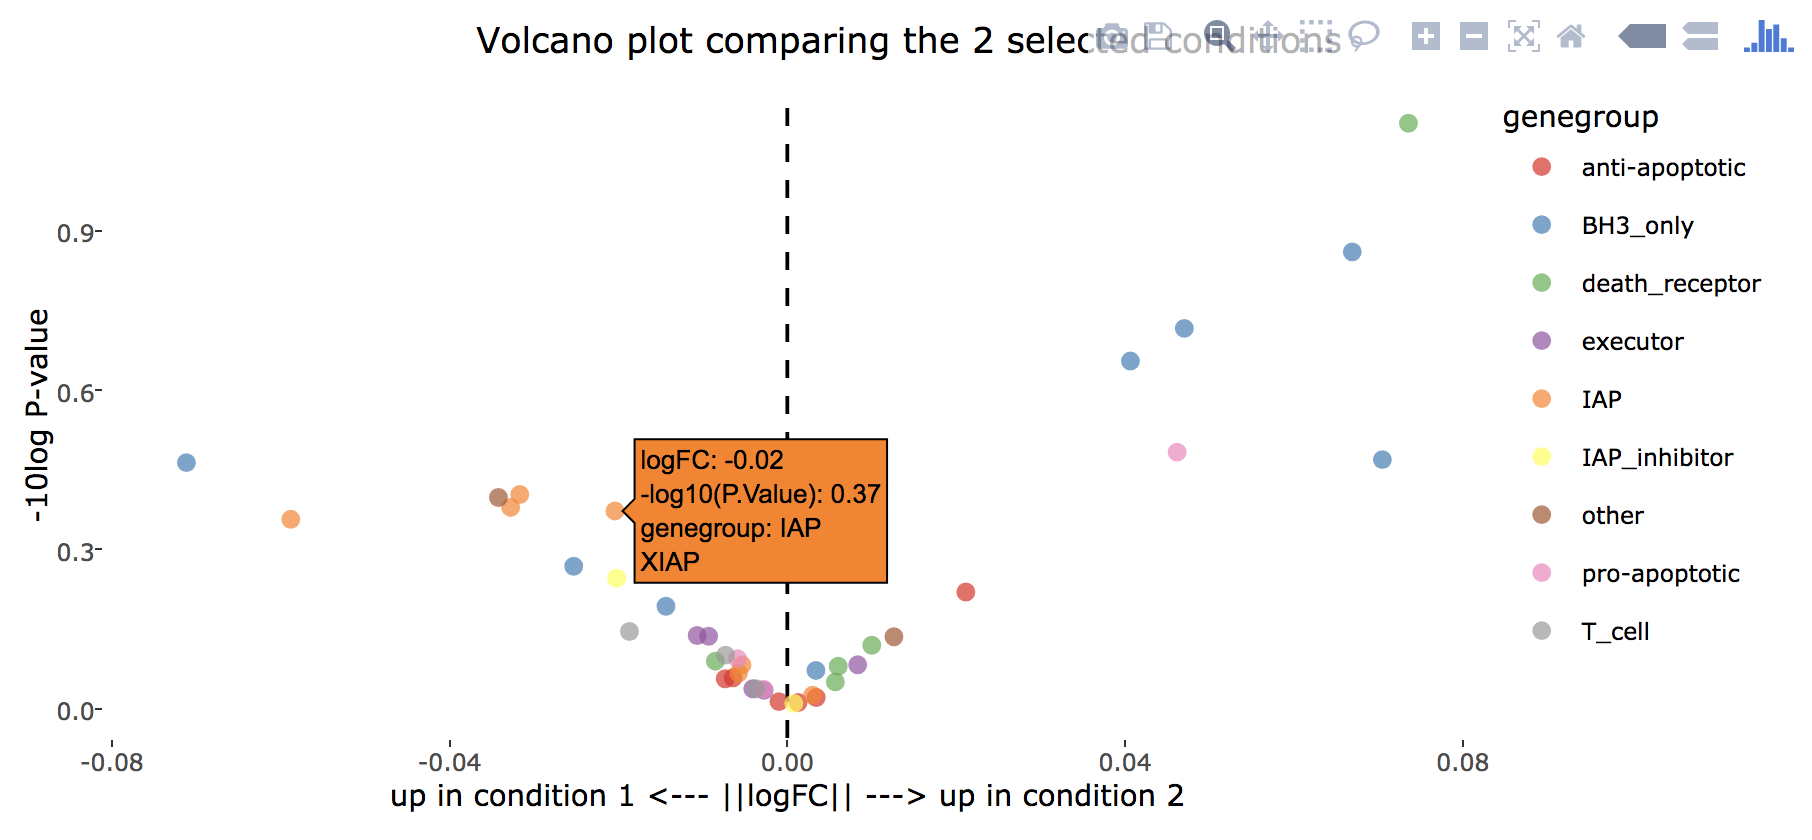 Volcano plot comparing the 2 selected conditions
genegroup
anti-apoptotic
BH3_only
death_receptor
executor
IAP
IAP_inhibitor
other
pro-apoptotic
T_cell
-10log P-value
0.9
0.6
0.3
0.0
logFC: -0.02
-log10(P.Value): 0.37
genegroup: IAP
XIAP
-0.08 -0.04 0.00 0.04 0.08
up in condition 1 <--- ||logFC|| ---> up in condition 2